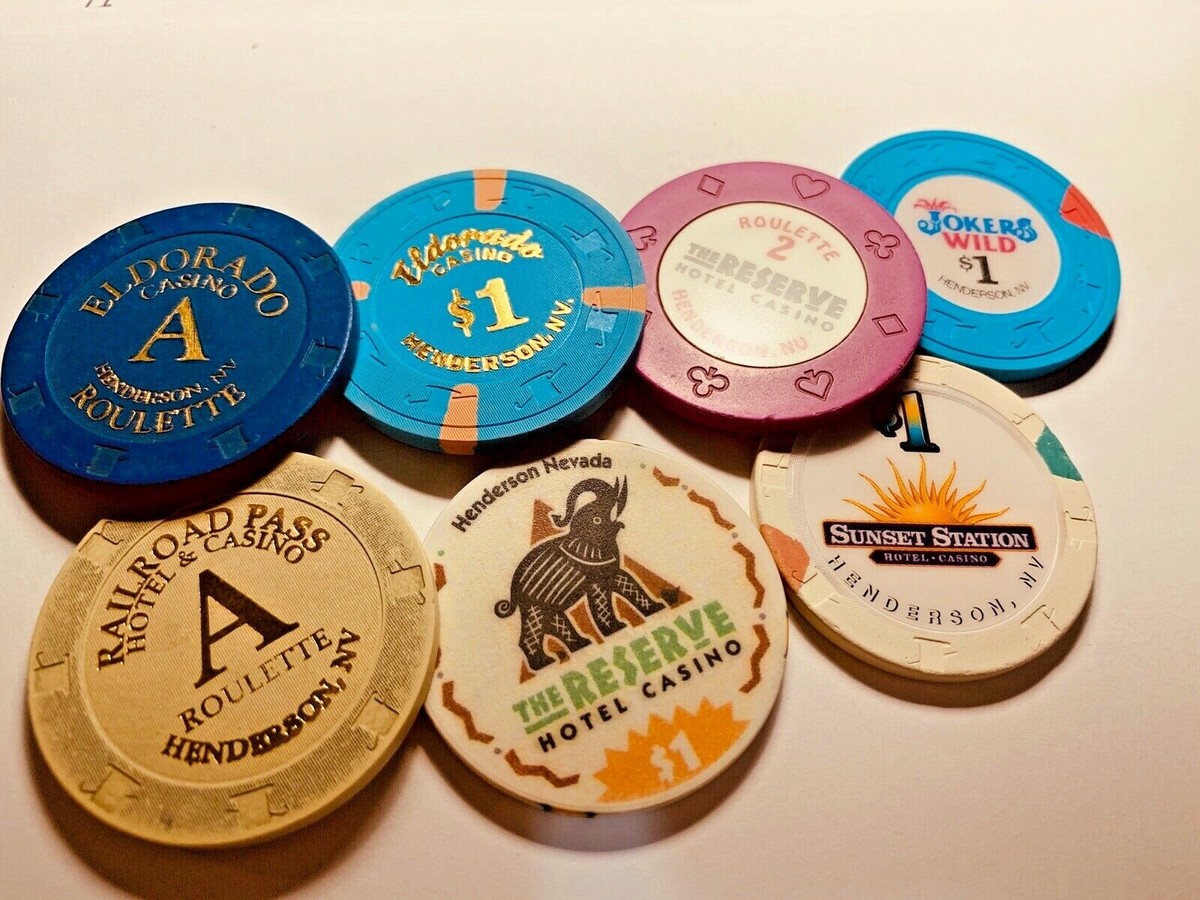 ELDORADO
CASINO
A
HENDERSON, NV
ROULETTE
Eldorado
CASINO
$1
HENDERSON, NV.
ROULETTE
2
THE RESERVE
HOTEL CASINO
HENDERSON, NV
JOKERS
WILD
$1
HENDERSON, NV
RAILROAD PASS
HOTEL & CASINO
A
ROULETTE
HENDERSON, NV
Henderson Nevada
THE RESERVE
HOTEL CASINO
$1
$1
SUNSET STATION
HOTEL · CASINO
HENDERSON, NV